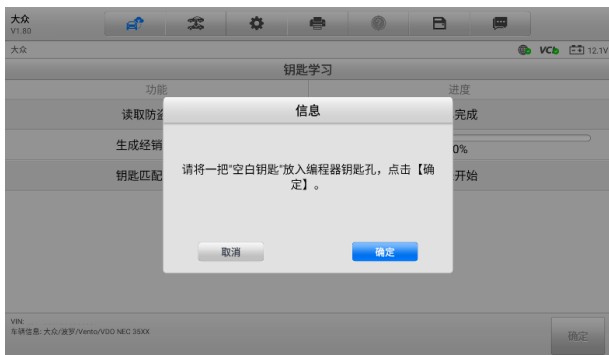 大众
V1.88
大众
VCb
12.1V
钥匙学习
功能
进度
读取防盗
完成
生成经销
0%
钥匙匹配
开始
信息
请将一把"空白钥匙"放入编程器钥匙孔，点击【确
定】。
取消
确定
VIN:
车辆信息: 大众/波罗/Vento/VDO NEC 35XX
确定